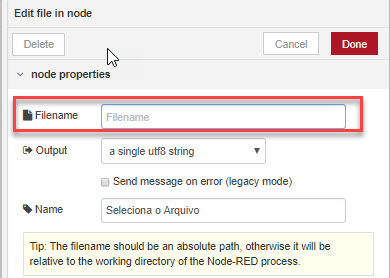 Edit file in node
Delete
Cancel
Done
node properties
Filename
Filename
Output
a single utf8 string
Send message on error (legacy mode)
Name
Seleciona o Arquivo
Tip: The filename should be an absolute path, otherwise it will
be relative to the working directory of the Node-RED process.